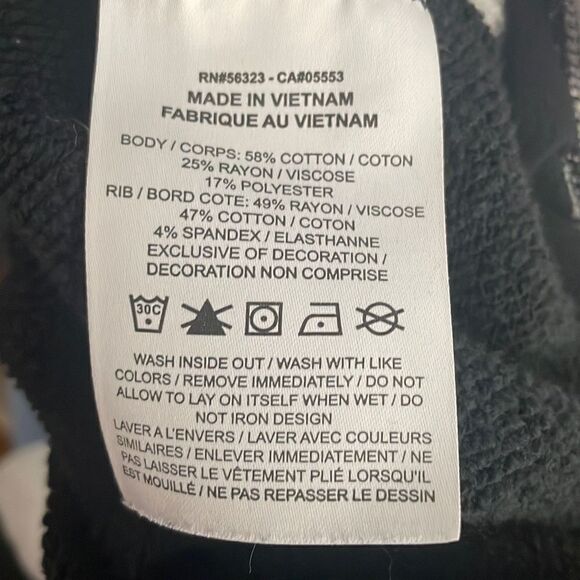 RN#56323 - CA#05553
MADE IN VIETNAM
FABRIQUE AU VIETNAM
BODY / CORPS: 58% COTTON / COTON
25% RAYON / VISCOSE
17% POLYESTER
RIB / BORD COTE: 49% RAYON / VISCOSE
47% COTTON / COTON
4% SPANDEX / ELASTHANNE
EXCLUSIVE OF DECORATION /
DECORATION NON COMPRISE
30C
WASH INSIDE OUT / WASH WITH LIKE
COLORS / REMOVE IMMEDIATELY / DO NOT
ALLOW TO LAY ON ITSELF WHEN WET / DO
NOT IRON DESIGN
LAVER A L'ENVERS / LAVER AVEC COULEURS
SIMILAIRES / ENLEVER IMMEDIATEMENT / NE
PAS LAISSER LE VÊTEMENT PLIÉ LORSQU'IL
EST MOUILLÉ / NE PAS REPASSER LE DESSIN